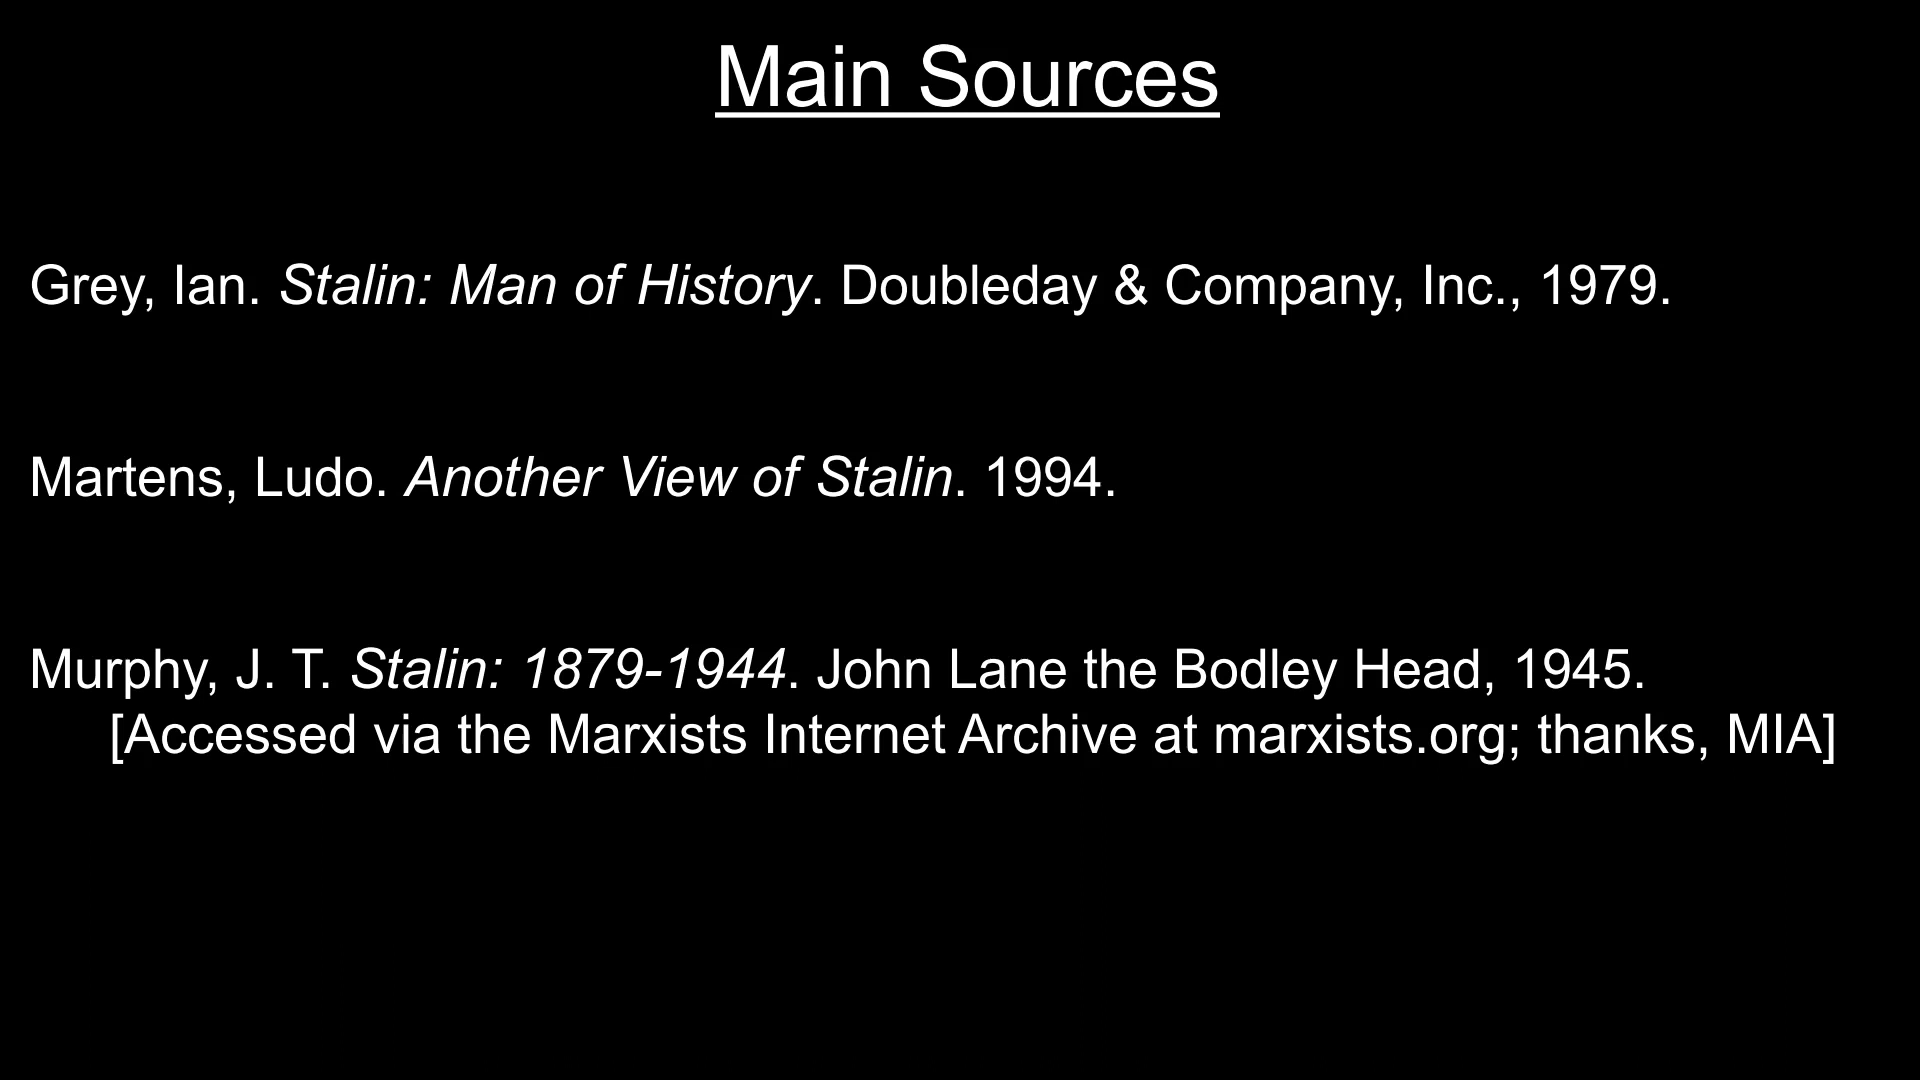 Main Sources
Grey, Ian. Stalin: Man of History. Doubleday & Company, Inc., 1979.
Martens, Ludo. Another View of Stalin. 1994.
Murphy, J. T. Stalin: 1879-1944. John Lane the Bodley Head, 1945.
[Accessed via the Marxists Internet Archive at marxists.org; thanks, MIA]